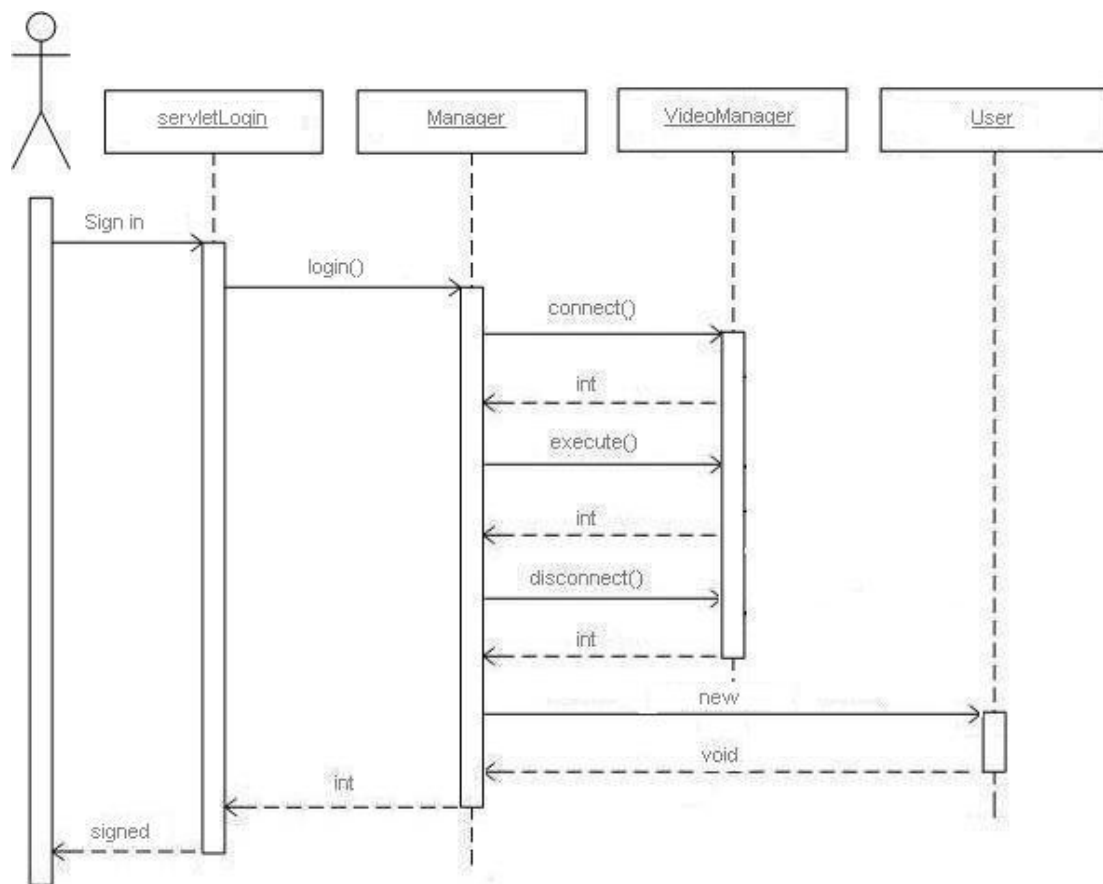 servletLogin
Manager
VideoManager
User
Sign in
login()
connect()
int
execute()
int
disconnect()
int
new
void
int
signed